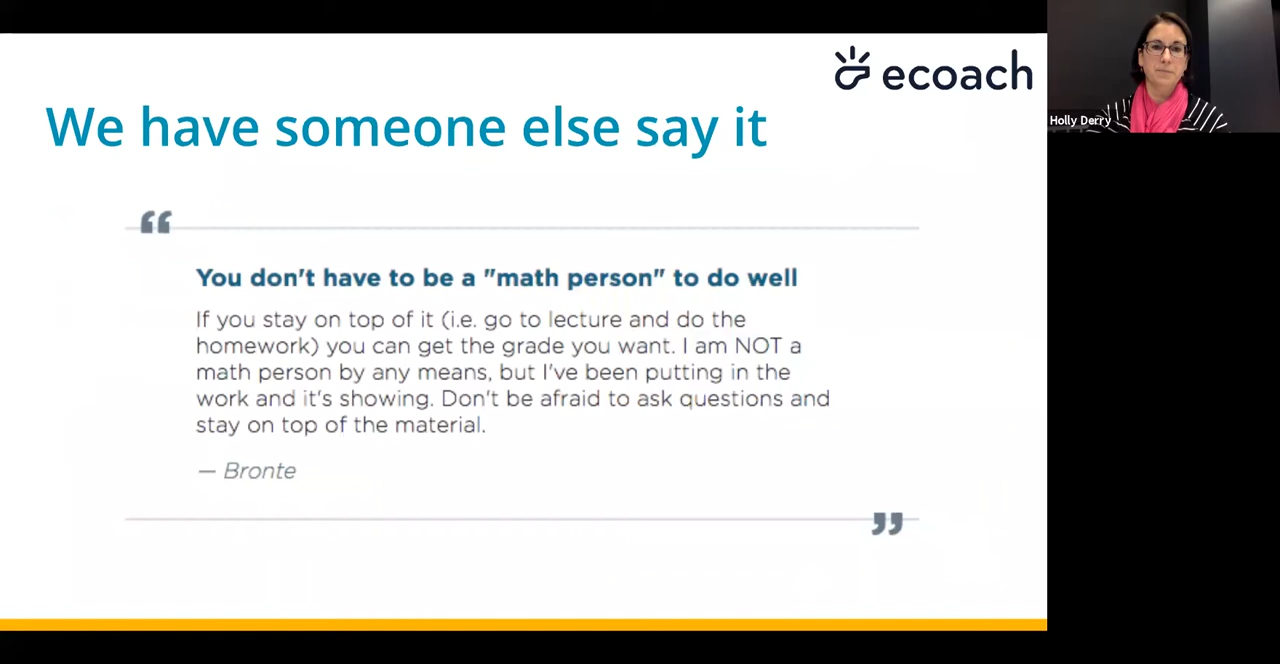 ecoach
We have someone else say it
Holly Derry
“
You don't have to be a "math person" to do well
If you stay on top of it (i.e. go to lecture and do the
homework) you can get the grade you want. I am NOT a
math person by any means, but I've been putting in the
work and it's showing. Don't be afraid to ask questions and
stay on top of the material.
— Bronte
”